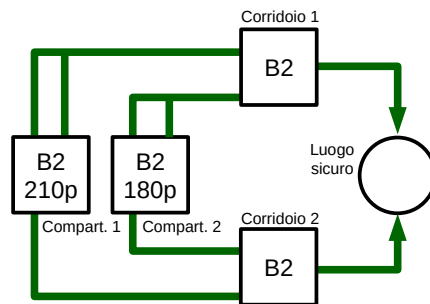 Corridoio 1
B2
B2
210p
B2
180p
Luogo
sicuro
Compart. 1
Compart. 2
Corridoio 2
B2